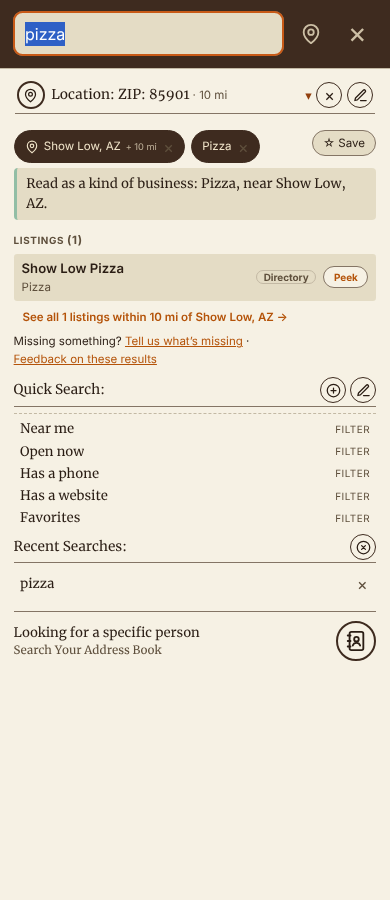 pizza
Location: ZIP: 85901 · 10 mi
Show Low, AZ + 10 mi
Pizza
☆ Save
Read as a kind of business: Pizza, near Show Low,
AZ.
LISTINGS (1)
Show Low Pizza
Pizza
Directory
Peek
See all 1 listings within 10 mi of Show Low, AZ →
Missing something? Tell us what's missing ·
Feedback on these results
Quick Search:
Near me FILTER
Open now FILTER
Has a phone FILTER
Has a website FILTER
Favorites FILTER
Recent Searches:
pizza
Looking for a specific person
Search Your Address Book